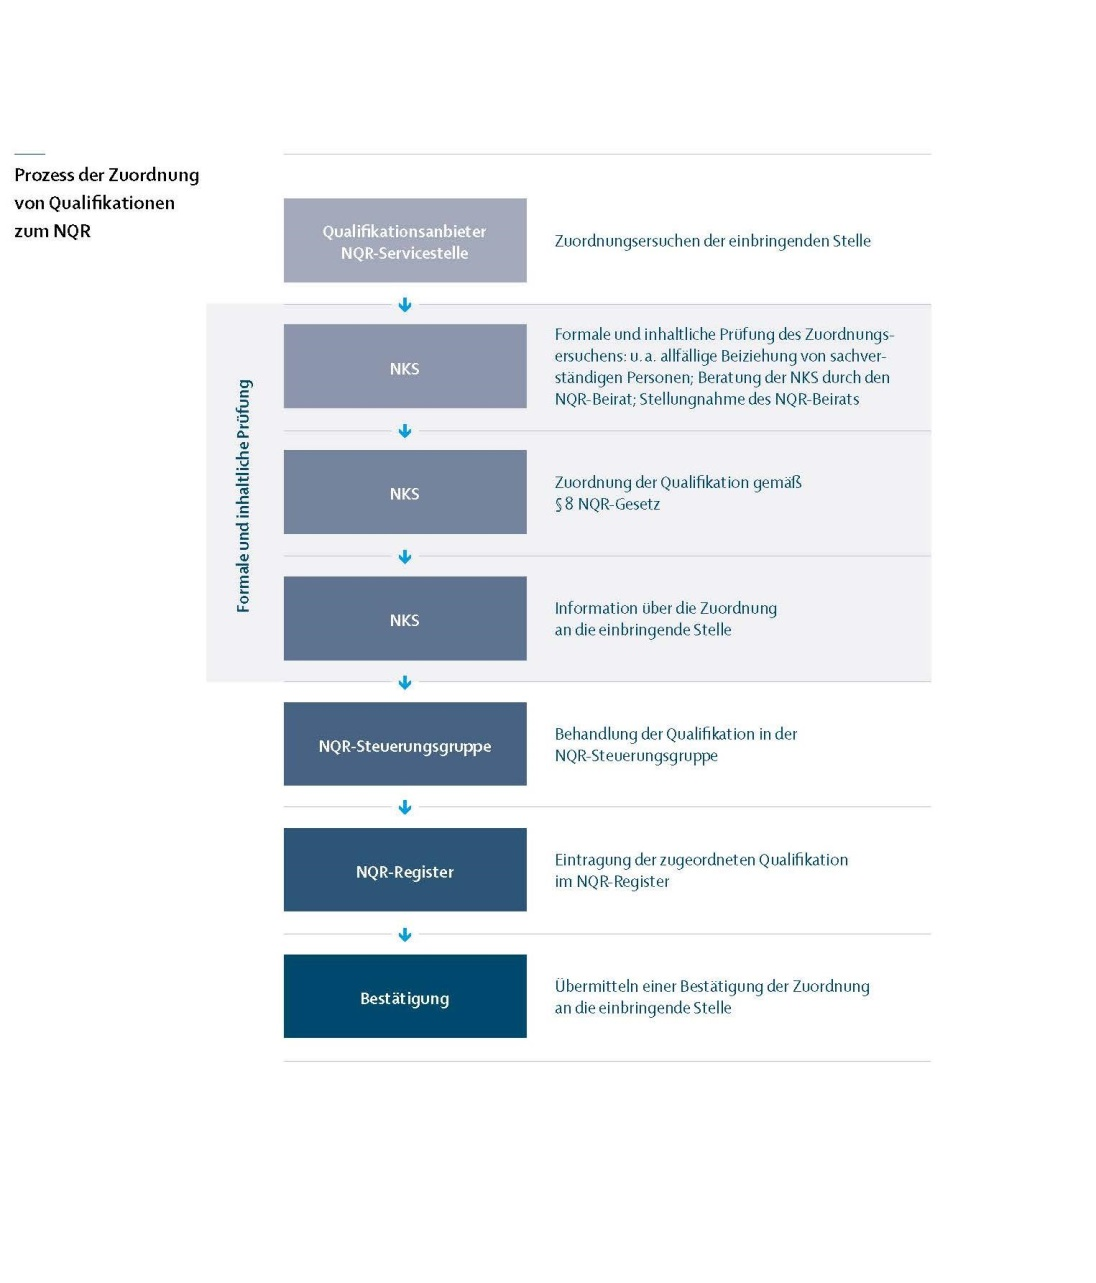 Prozess der Zuordnung
von Qualifikationen
zum NQR
Qualifikationsanbieter
NQR-Servicestelle
Zuordnungsersuchen der einbringenden Stelle
Formale und inhaltliche Prüfung
NKS
Formale und inhaltliche Prüfung des Zuordnungs-
ersuchens: u. a. allfällige Beiziehung von sachver-
ständigen Personen; Beratung der NKS durch den
NQR-Beirat; Stellungnahme des NQR-Beirats
NKS
Zuordnung der Qualifikation gemäß
§ 8 NQR-Gesetz
NKS
Information über die Zuordnung
an die einbringende Stelle
NQR-Steuerungsgruppe
Behandlung der Qualifikation in der
NQR-Steuerungsgruppe
NQR-Register
Eintragung der zugeordneten Qualifikation
im NQR-Register
Bestätigung
Übermitteln einer Bestätigung der Zuordnung
an die einbringende Stelle